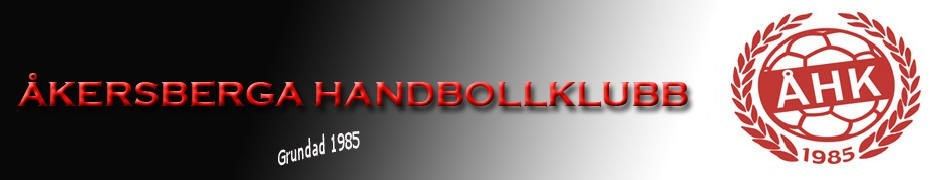 ÅKERSBERGA HANDBOLLKLUBB
Grundad 1985
ÅHK
1985